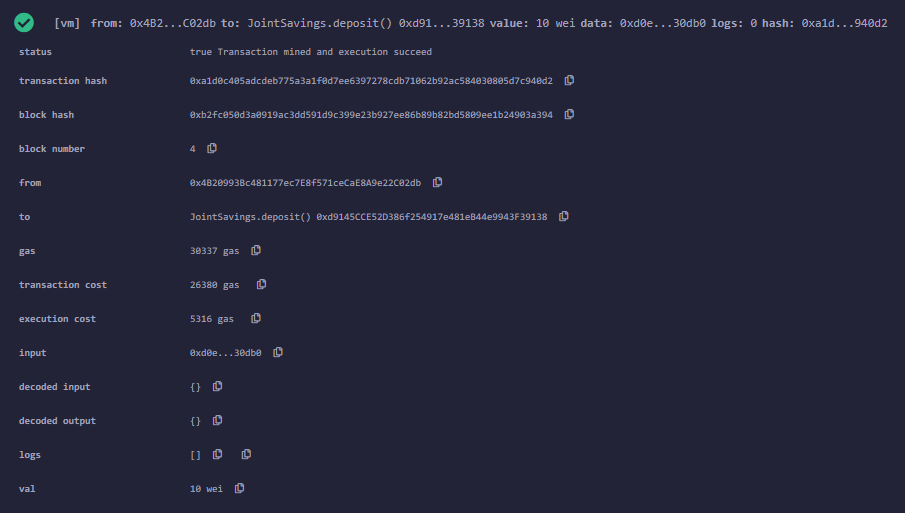 [vm] from: 0x4B2...C02db to: JointSavings.deposit() 0xd91...39138 value: 10 wei data: 0xd0e...30db0 logs: 0 hash: 0xa1d...940d2
status true Transaction mined and execution succeed
transaction hash 0xa1d0c405adcdeb775a3a1f0d7ee6397278cdb71062b92ac584030805d7c940d2
block hash 0xb2fc050d3a0919ac3dd591d9c399e23b927ee86b89b82bd5809ee1b24903a394
block number 4
from 0x4B20993Bc481177ec7E8f571ceCaE8A9e22C02db
to JointSavings.deposit() 0xd9145CCE52D386f254917e481eB44e9943F39138
gas 30337 gas
transaction cost 26380 gas
execution cost 5316 gas
input 0xd0e...30db0
decoded input {}
decoded output {}
logs []
val 10 wei